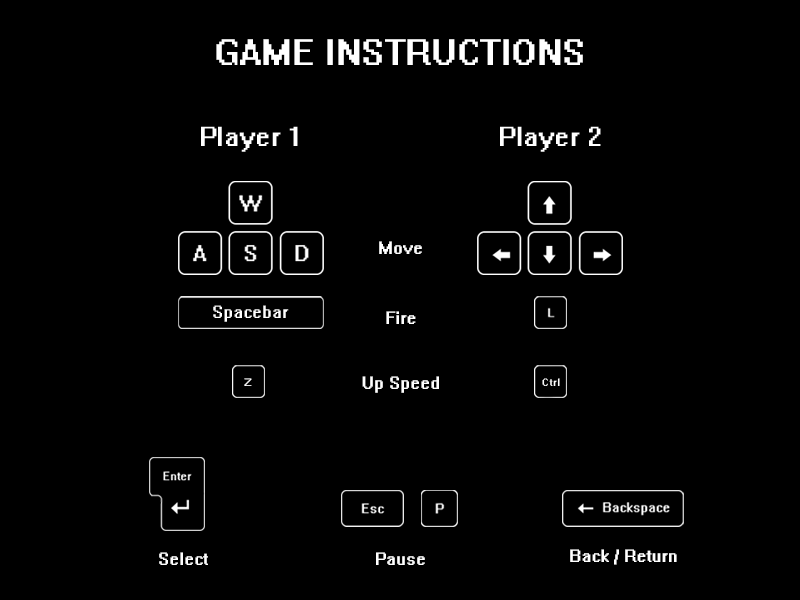 GAME INSTRUCTIONS
Player 1 Player 2
W
A S D Move
Spacebar Fire L
Z Up Speed Ctrl
Enter
Esc P ← Backspace
Select Pause Back / Return